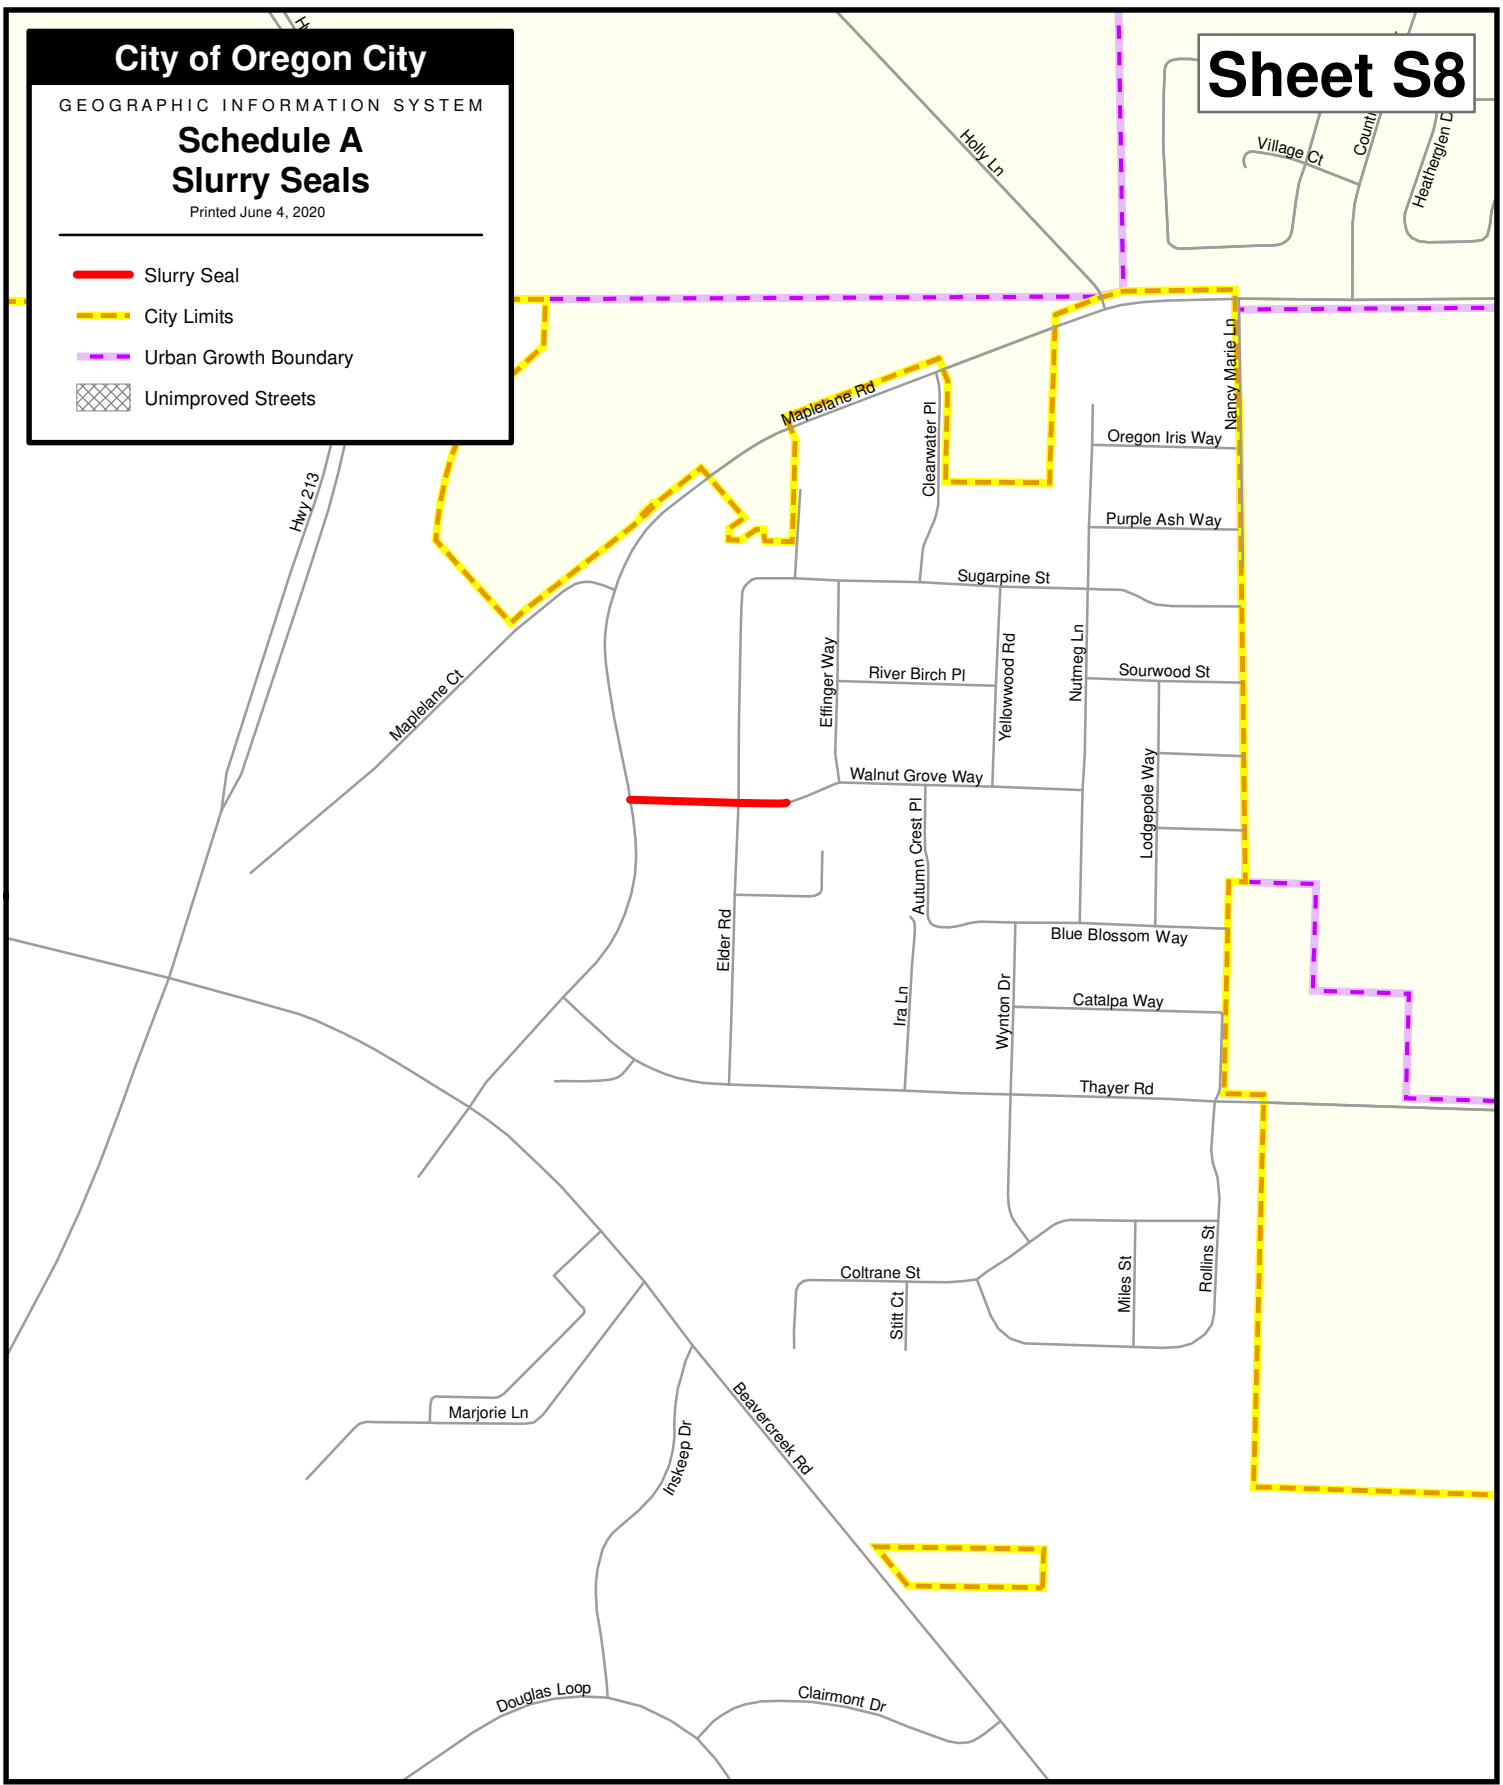 City of Oregon City
GEOGRAPHIC INFORMATION SYSTEM
Schedule A
Slurry Seals
Printed June 4, 2020
Slurry Seal
City Limits
Urban Growth Boundary
Unimproved Streets
Sheet S8
Holly Ln
Village Ct
Heatherglen D
Nancy Marie Ln
Maplelane Rd
Clearwater Pl
Oregon Iris Way
Purple Ash Way
Hwy 213
Sugarpine St
Effinger Way
River Birch Pl
Yellowwood Rd
Nutmeg Ln
Sourwood St
Maplelane Ct
Walnut Grove Way
Lodgepole Way
Autumn Crest Pl
Elder Rd
Blue Blossom Way
Ira Ln
Wynton Dr
Catalpa Way
Thayer Rd
Coltrane St
Stitt Ct
Miles St
Rollins St
Marjorie Ln
Inskeep Dr
Beavercreek Rd
Douglas Loop
Clairmont Dr